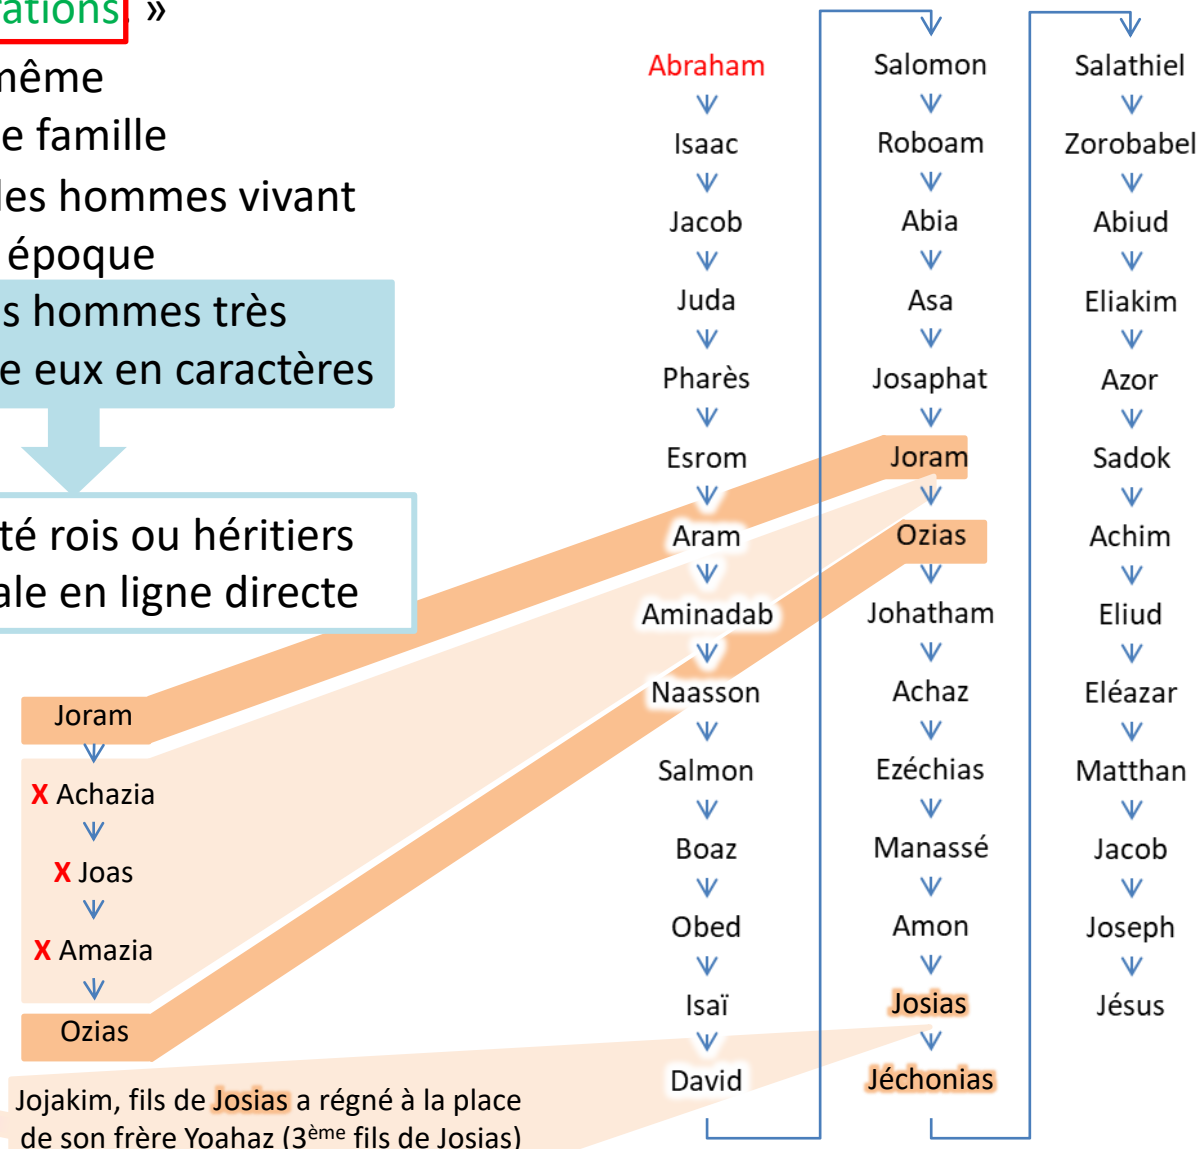 rations. »
même
e famille
les hommes vivant
époque
s hommes très
e eux en caractères
té rois ou héritiers
ale en ligne directe
Joram
X Achazia
X Joas
X Amazia
Ozias
Jojakim, fils de Josias a régné à la place
de son frère Yoahaz (3ème fils de Josias)
Abraham
Isaac
Jacob
Juda
Pharès
Esrom
Aram
Aminadab
Naasson
Salmon
Boaz
Obed
Isaï
David
Salomon
Roboam
Abia
Asa
Josaphat
Joram
Ozias
Johatham
Achaz
Ezéchias
Manassé
Amon
Josias
Jéchonias
Salathiel
Zorobabel
Abiud
Eliakim
Azor
Sadok
Achim
Eliud
Eléazar
Matthan
Jacob
Joseph
Jésus